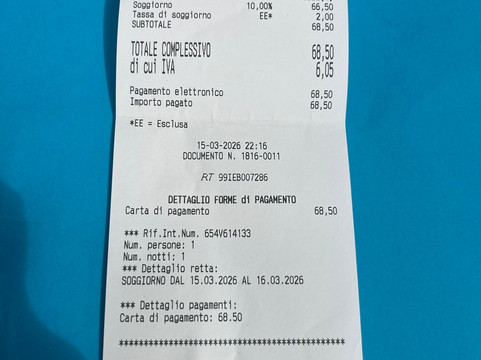 Soggiorno 10,00% 66,50
Tassa di soggiorno EE* 2,00
SUBTOTALE 68,50
TOTALE COMPLESSIVO 68,50
di cui IVA 6,05
Pagamento elettronico 68,50
Importo pagato 68,50
*EE = Esclusa
15-03-2026 22:16
DOCUMENTO N. 1816-0011
RT 99IEB007286
DETTAGLIO FORME di PAGAMENTO
Carta di pagamento 68,50
*** Rif.Int.Num. 654V614133
Num. persone: 1
Num. notti: 1
*** Dettaglio retta:
SOGGIORNO DAL 15.03.2026 AL 16.03.2026
*** Dettaglio pagamenti:
Carta di pagamento: 68.50
**********************************************